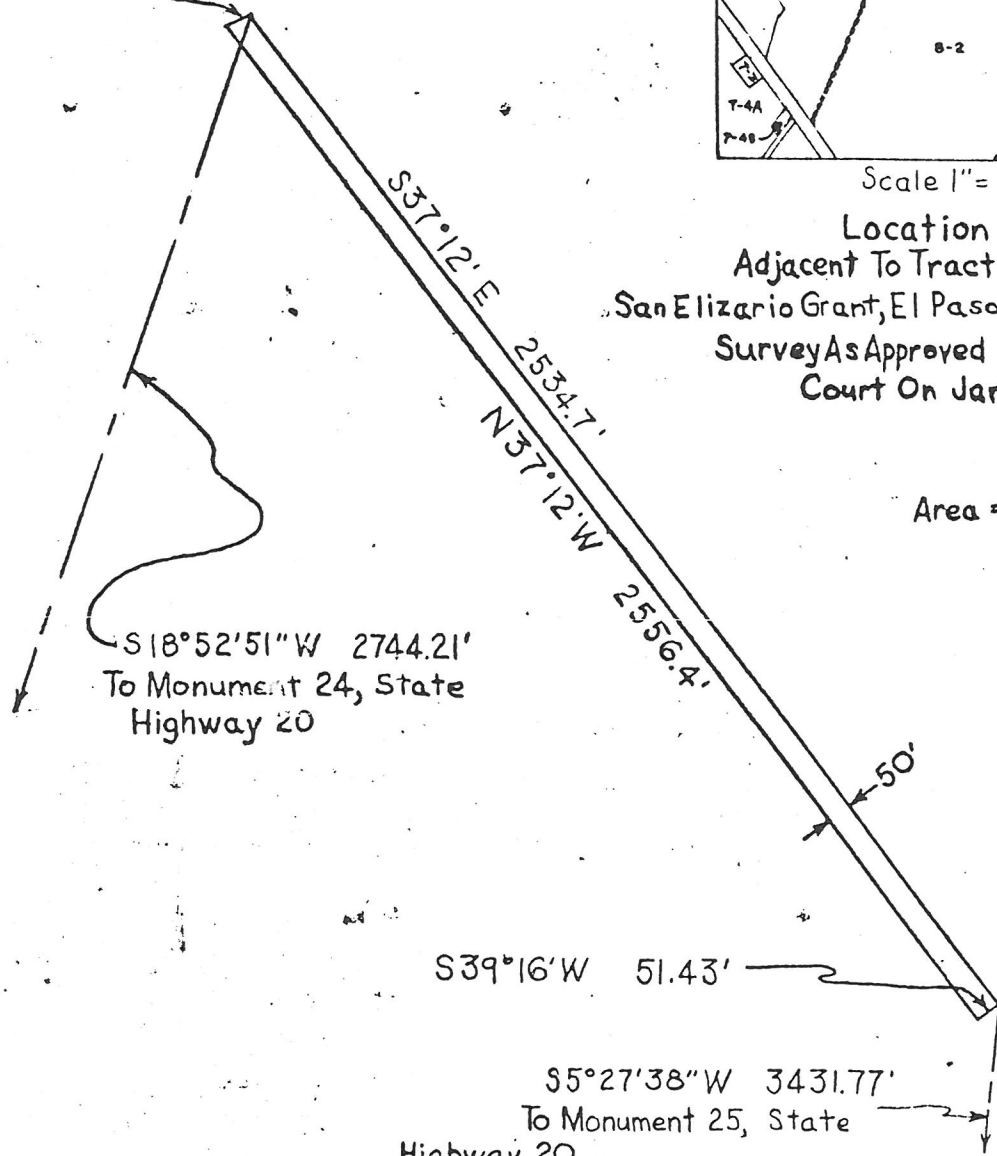 8-2
T-2
T-4A
T-4B
Scale 1"=
Location
Adjacent To Tract
San Elizario Grant, El Paso
Survey As Approved
Court On Jan
Area =
S37°12'E 2534.7'
N37°12'W 2556.4'
S18°52'51"W 2744.21'
To Monument 24, State
Highway 20
50'
S39°16'W 51.43'
S5°27'38"W 3431.77'
To Monument 25, State
Highway 20